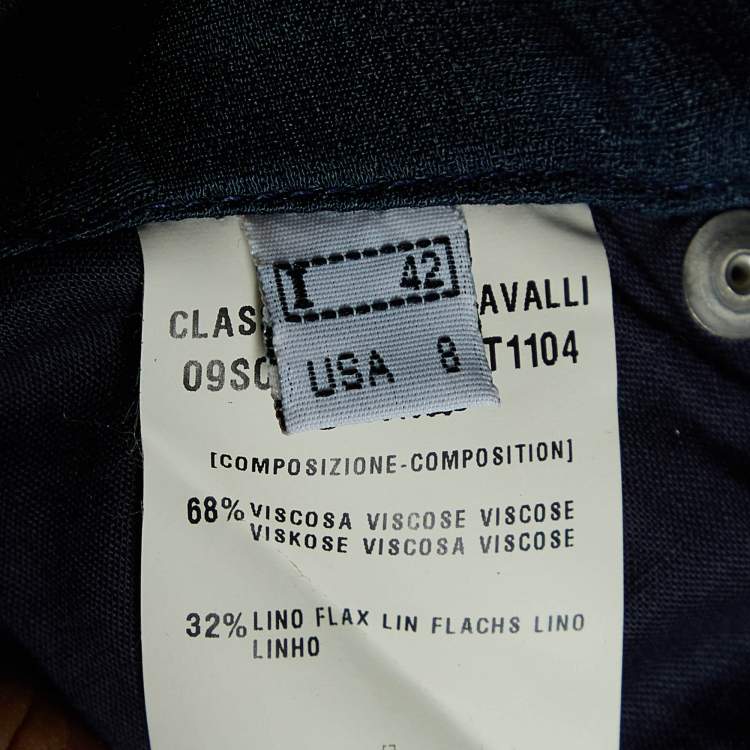 I 42
USA 8
CLAS AVALLI
09SC T1104
[COMPOSIZIONE-COMPOSITION]
68% VISCOSA VISCOSE VISCOSE
VISKOSE VISCOSA VISCOSE
32% LINO FLAX LIN FLACHS LINO
LINHO